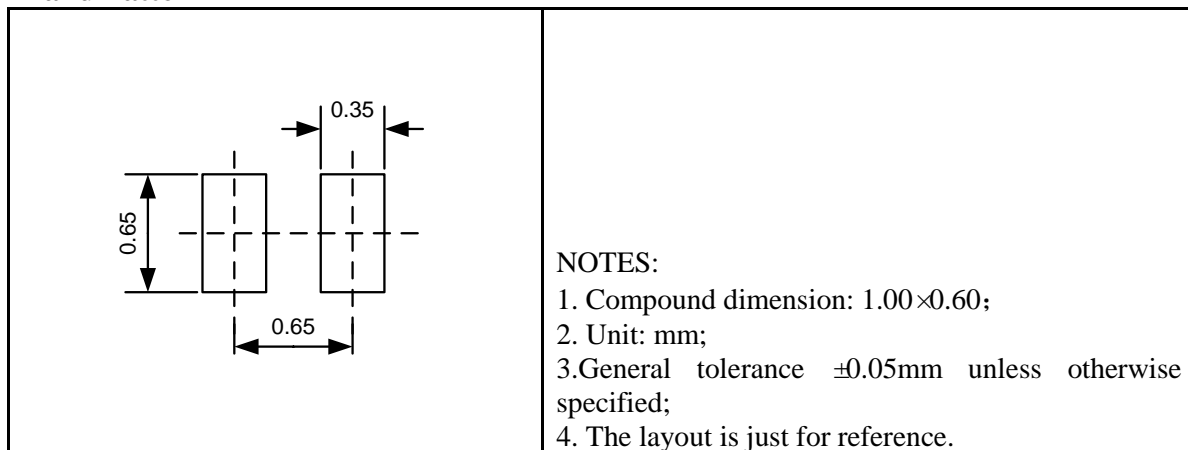 0.35
0.65
0.65
NOTES:
1. Compound dimension: 1.00×0.60；
2. Unit: mm;
3.General tolerance ±0.05mm unless otherwise
specified;
4. The layout is just for reference.